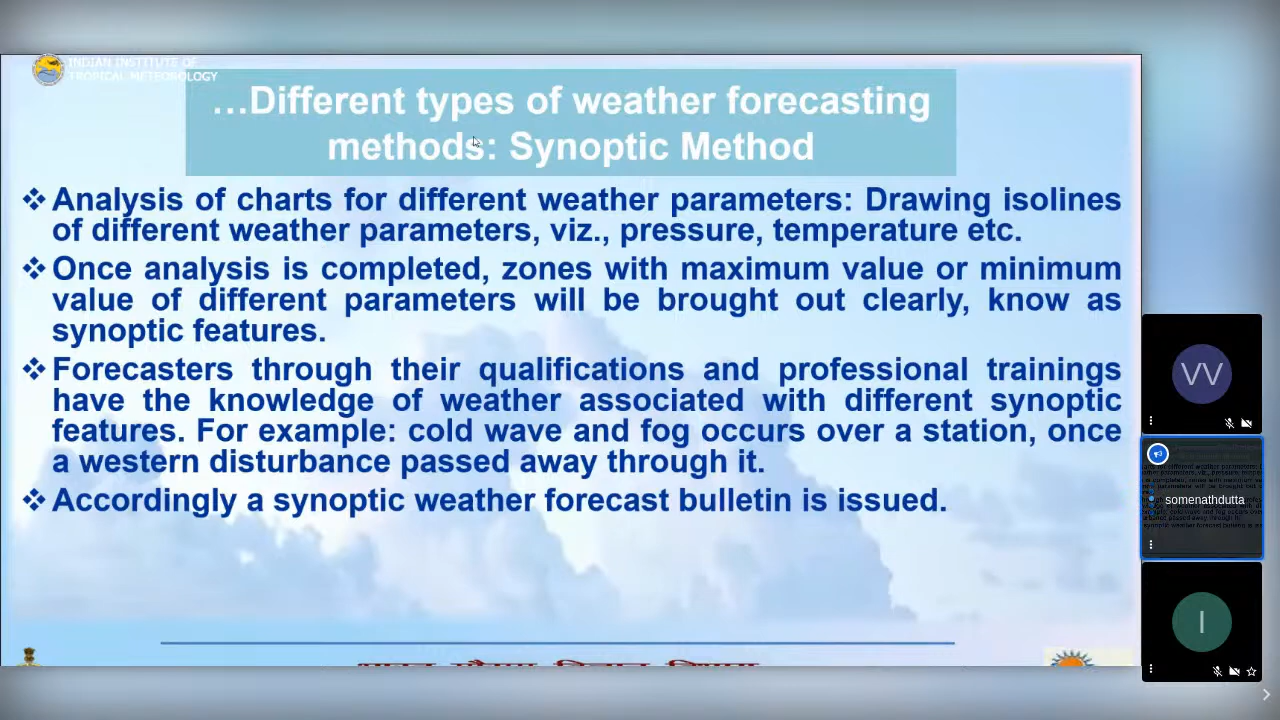 INDIAN INSTITUTE OF
TROPICAL METEOROLOGY
...Different types of weather forecasting
methods: Synoptic Method
❖ Analysis of charts for different weather parameters: Drawing isolines
of different weather parameters, viz., pressure, temperature etc.
❖ Once analysis is completed, zones with maximum value or minimum
value of different parameters will be brought out clearly, know as
synoptic features.
❖ Forecasters through their qualifications and professional trainings
have the knowledge of weather associated with different synoptic
features. For example: cold wave and fog occurs over a station, once
a western disturbance passed away through it.
❖ Accordingly a synoptic weather forecast bulletin is issued.
VV
somenathdutta
I